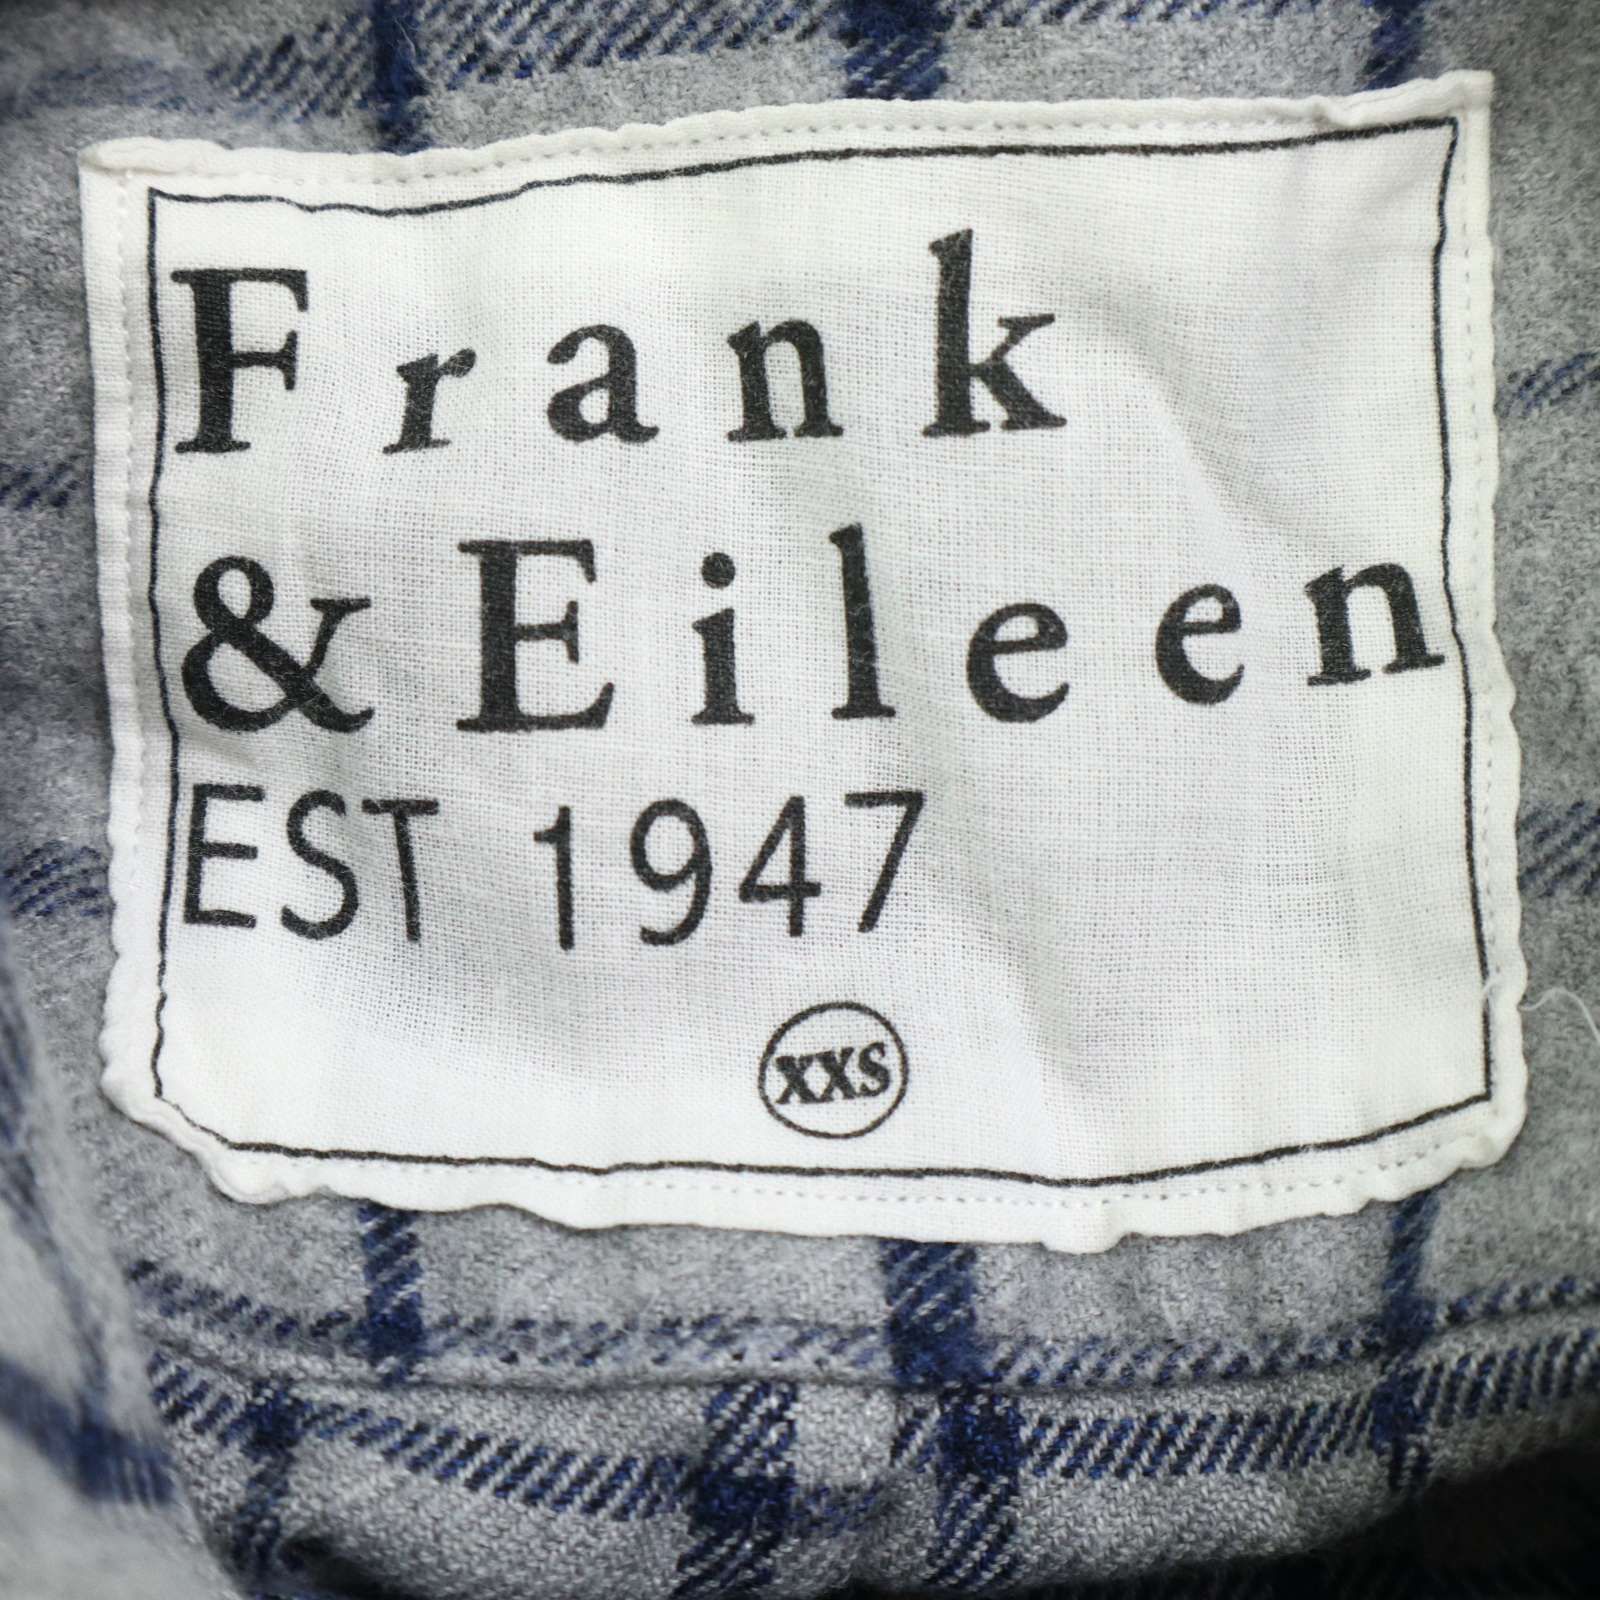 Frank
& Eileen
EST 1947
XXS